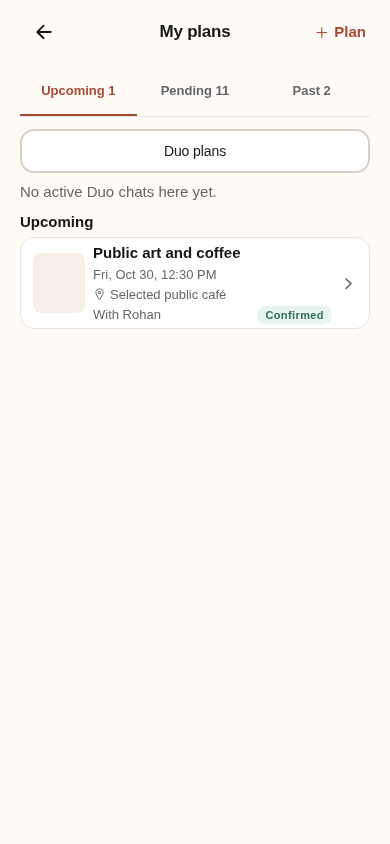 My plans
Plan
Upcoming 1
Pending 11
Past 2
Duo plans
No active Duo chats here yet.
Upcoming
Public art and coffee
Fri, Oct 30, 12:30 PM
Selected public café
With Rohan
Confirmed